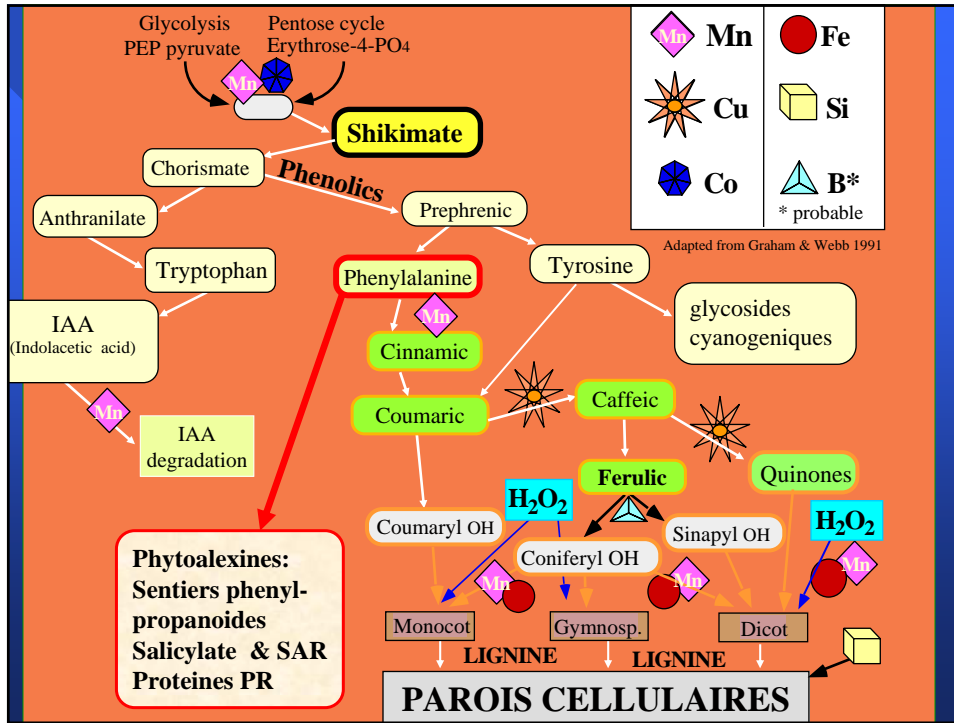 Glycolysis
PEP pyruvate
Pentose cycle
Erythrose-4-PO4
Mn
Mn
Fe
Cu
Si
Co
B*
* probable
Adapted from Graham & Webb 1991
Mn
Shikimate
Chorismate
Phenolics
Prephrenic
Anthranilate
Tryptophan
Phenylalanine
Tyrosine
IAA
(Indolacetic acid)
Mn
glycosides
cyanogeniques
Cinnamic
Mn
IAA
degradation
Coumaric
Caffeic
Ferulic
Quinones
H2O2
H2O2
Coumaryl OH
Coniferyl OH
Sinapyl OH
Mn
Mn
Mn
Phytoalexines:
Sentiers phenyl-
propanoides
Salicylate & SAR
Proteines PR
Monocot
Gymnosp.
Dicot
LIGNINE
LIGNINE
PAROIS CELLULAIRES